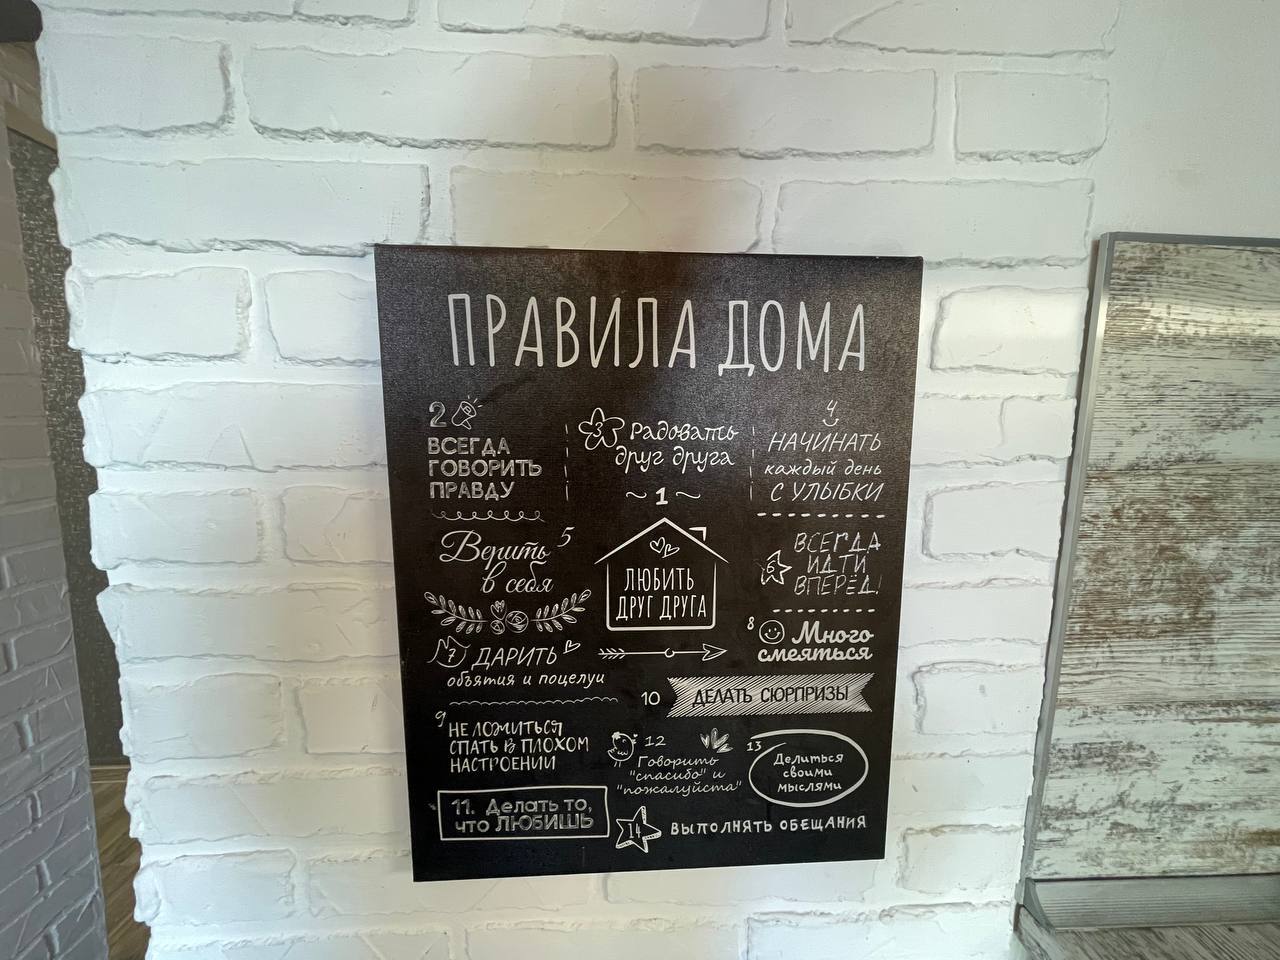 ПРАВИЛА ДОМА
2
ВСЕГДА
ГОВОРИТЬ
ПРАВДУ
3 Радовать
друг друга
4
НАЧИНАТЬ
каждый день
С УЛЫБКИ
~ 1 ~
ЛЮБИТЬ
ДРУГ ДРУГА
Верить 5
в себя
6 ВСЕГДА
ИДТИ
ВПЕРЁД!
7 ДАРИТЬ
объятия и поцелуи
8 Много
смеяться
9
НЕ ЛОЖИТЬСЯ
СПАТЬ В ПЛОХОМ
НАСТРОЕНИИ
10 ДЕЛАТЬ СЮРПРИЗЫ
11. Делать то,
что ЛЮБИШЬ
12
Говорить
"спасибо" и
"пожалуйста"
13
Делиться
своими
мыслями
14 ВЫПОЛНЯТЬ ОБЕЩАНИЯ